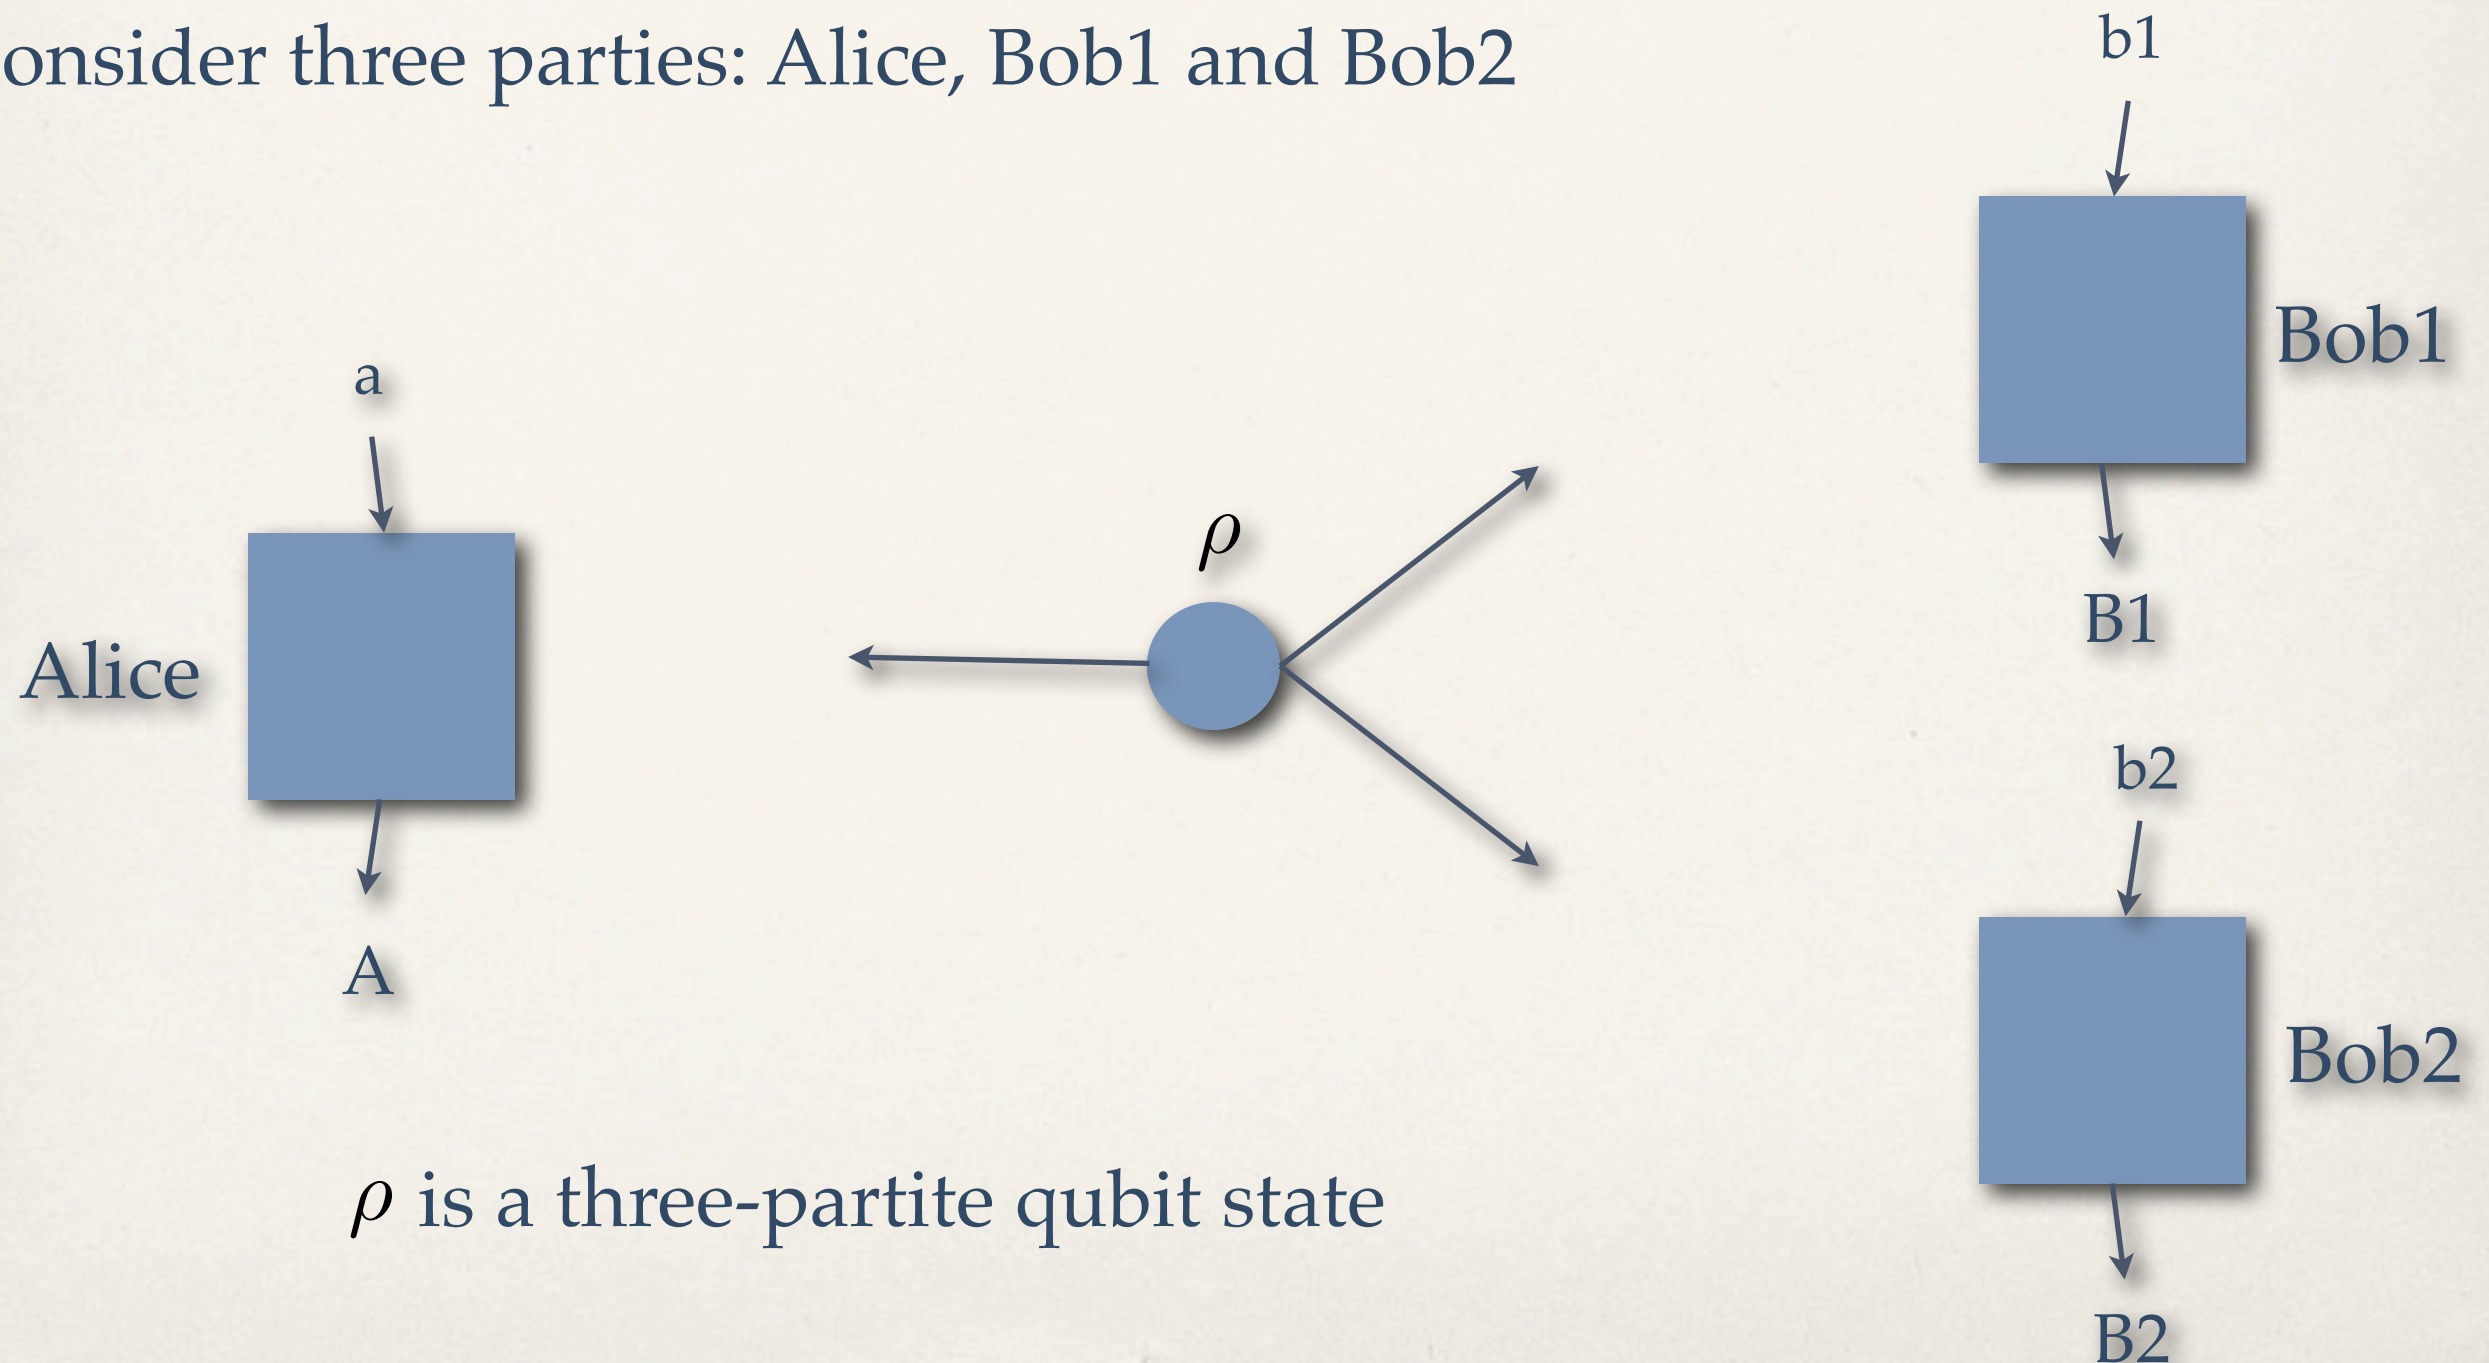 onsider three parties: Alice, Bob1 and Bob2
b1
Bob1
a
ρ
B1
Alice
b2
A
Bob2
ρ is a three-partite qubit state
B2